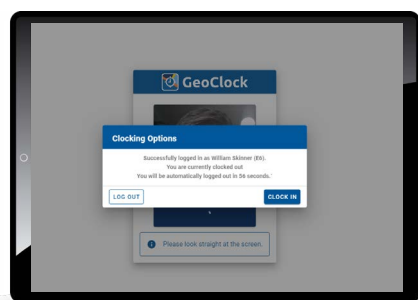 GeoClock
Clocking Options
Successfully logged in as William Skinner (E6).
You are currently clocked out
You will be automatically logged out in 56 seconds.
LOG OUT
CLOCK IN
Please look straight at the screen.